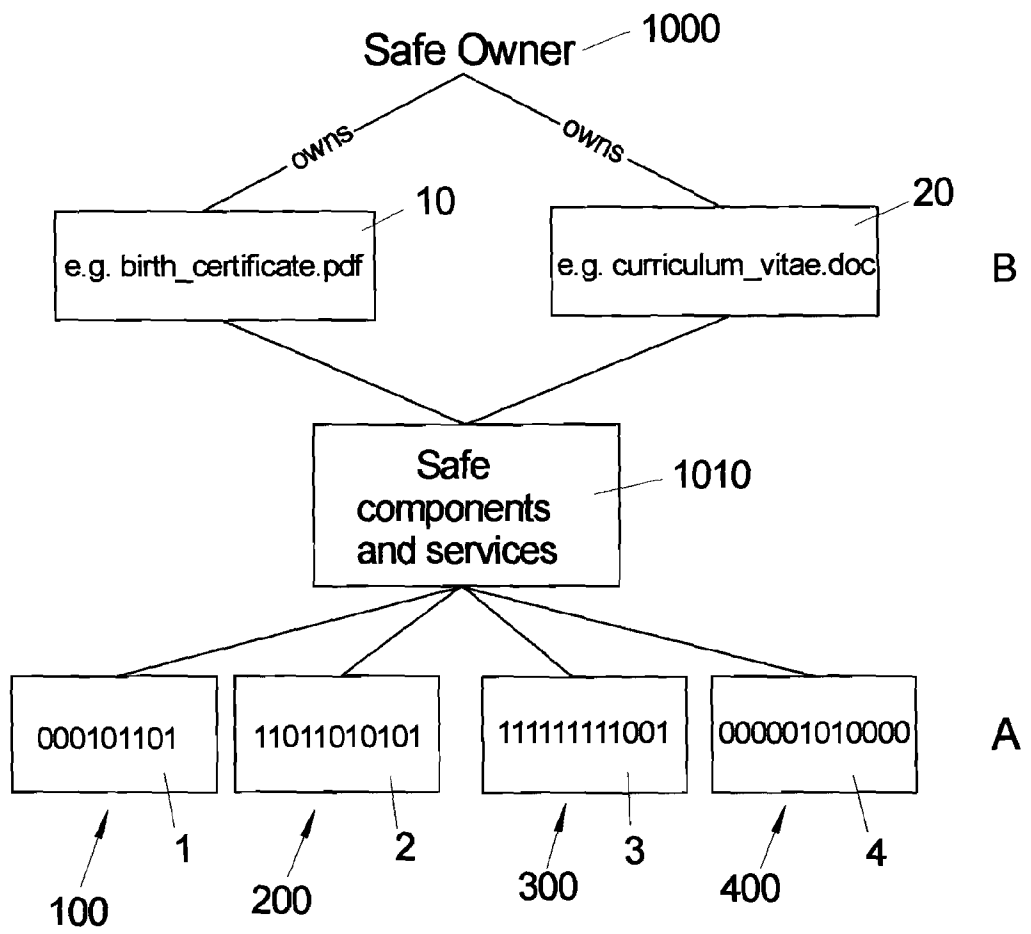 Safe Owner 1000
owns owns
10 20
e.g. birth_certificate.pdf e.g. curriculum_vitae.doc B
Safe
components
and services
1010
000101101 11011010101 111111111001 000001010000 A
1 2 3 4
100 200 300 400